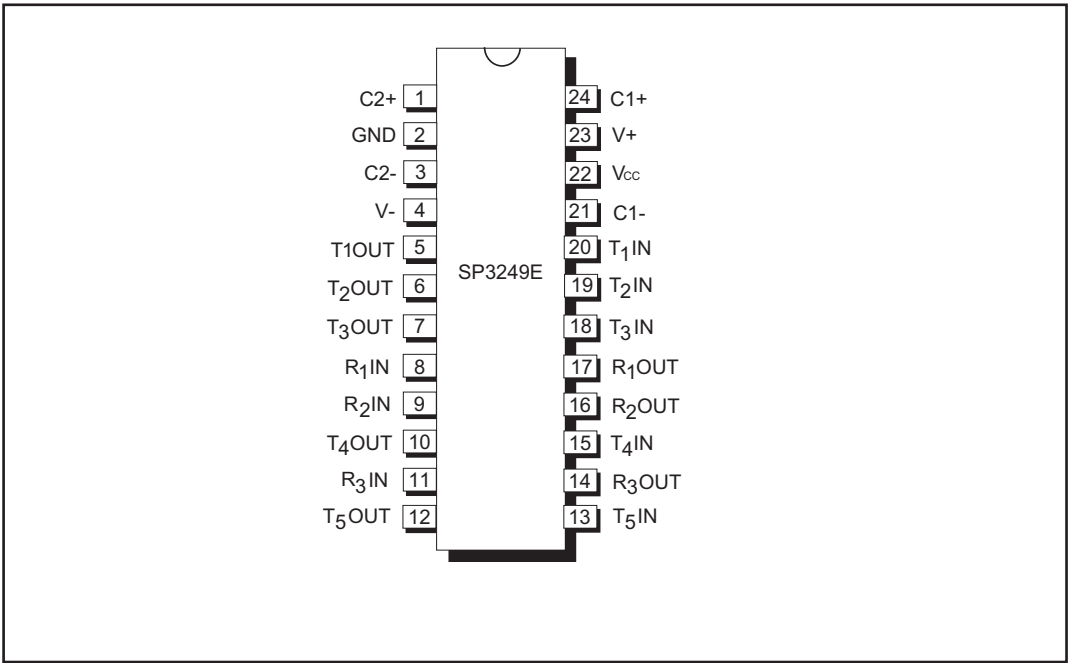 C2+ 1 24 C1+
GND 2 23 V+
C2- 3 22 Vcc
V- 4 21 C1-
T1OUT 5 20 T1IN
SP3249E
T2OUT 6 19 T2IN
T3OUT 7 18 T3IN
R1IN 8 17 R1OUT
R2IN 9 16 R2OUT
T4OUT 10 15 T4IN
R3IN 11 14 R3OUT
T5OUT 12 13 T5IN